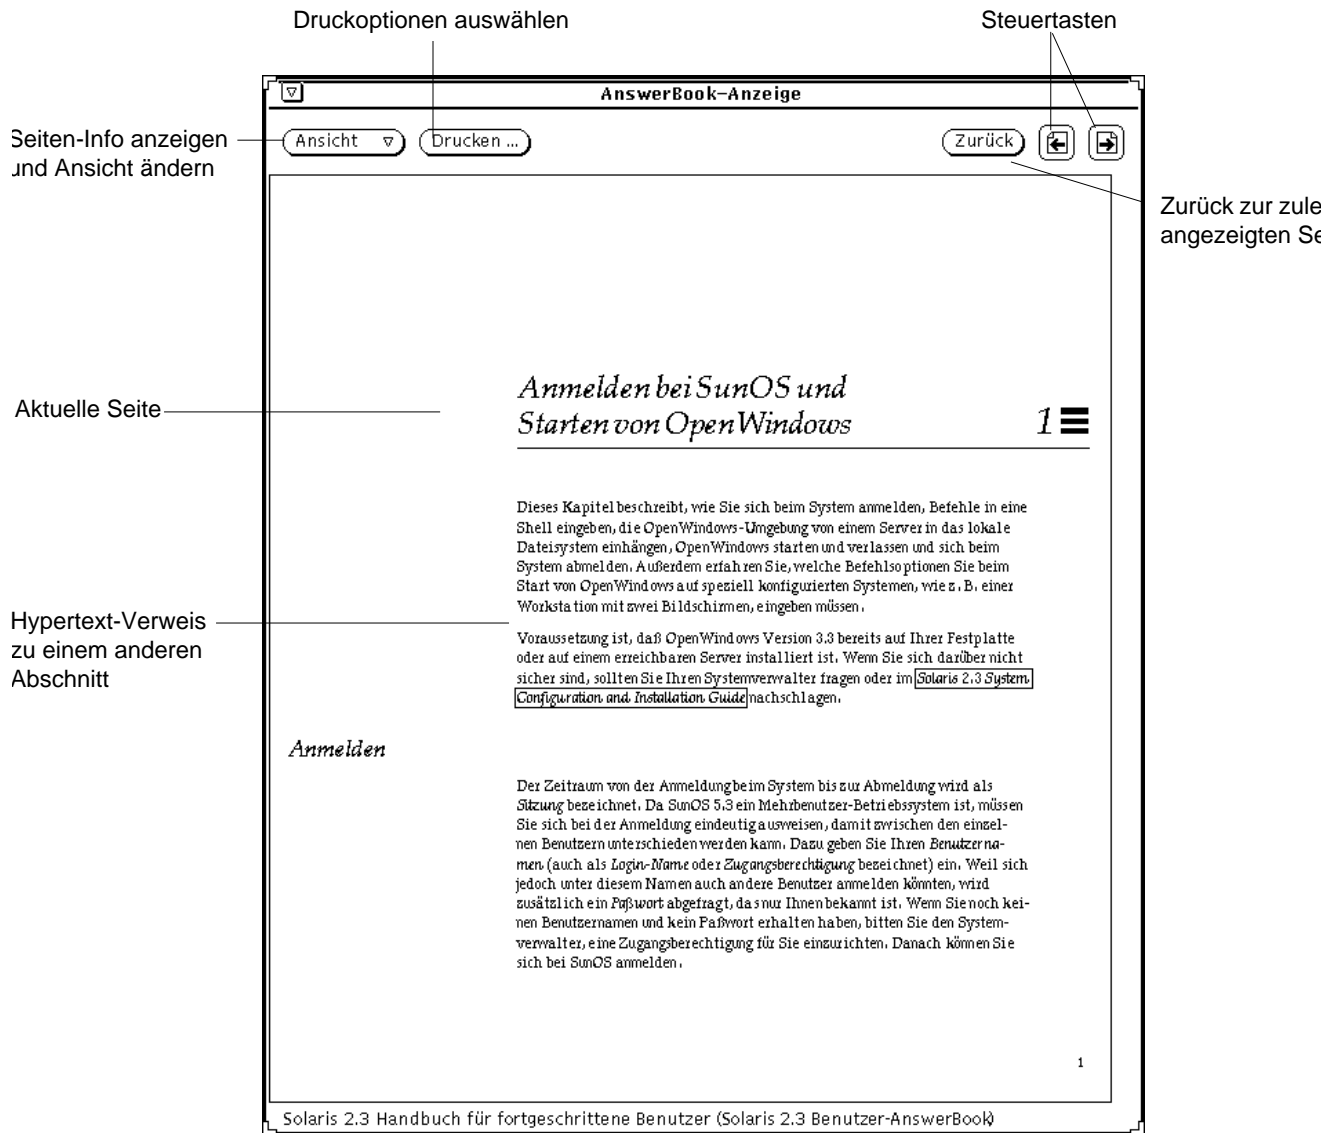 Druckoptionen auswählen
Steuertasten
AnswerBook-Anzeige
Seiten-Info anzeigen
und Ansicht ändern
Ansicht
Drucken ...
Zurück
Zurück zur zule
angezeigten Se
Anmelden bei SunOS und
Starten von OpenWindows
1
Aktuelle Seite
Dieses Kapitel beschreibt, wie Sie sich beim System anmelden, Befehle in eine
Shell eingeben, die OpenWindows-Umgebung von einem Server in das lokale
Dateisystem einhängen, OpenWindows starten und verlassen und sich beim
System abmelden. Außerdem erfahren Sie, welche Befehlsoptionen Sie beim
Start von OpenWindows auf speziell konfigurierten Systemen, wie z. B. einer
Workstation mit zwei Bildschirmen, eingeben müssen.
Hypertext-Verweis
zu einem anderen
Abschnitt
Voraussetzung ist, daß OpenWindows Version 3.3 bereits auf Ihrer Festplatte
oder auf einem erreichbaren Server installiert ist. Wenn Sie sich darüber nicht
sicher sind, sollten Sie Ihren Systemverwalter fragen oder im Solaris 2.3 System
Configuration and Installation Guide nachschlagen.
Anmelden
Der Zeitraum von der Anmeldung beim System bis zur Abmeldung wird als
Sitzung bezeichnet. Da SunOS 5.3 ein Mehrbenutzer-Betriebssystem ist, müssen
Sie sich bei der Anmeldung eindeutig ausweisen, damit zwischen den einzel-
nen Benutzern unterschieden werden kann. Dazu geben Sie Ihren Benutzerna-
men (auch als Login-Name oder Zugangsberechtigung bezeichnet) ein. Weil sich
jedoch unter diesem Namen auch andere Benutzer anmelden könnten, wird
zusätzlich ein Paßwort abgefragt, das nur Ihnen bekannt ist. Wenn Sie noch kei-
nen Benutzernamen und kein Paßwort erhalten haben, bitten Sie den System-
verwalter, eine Zugangsberechtigung für Sie einzurichten. Danach können Sie
sich bei SunOS anmelden.
1
Solaris 2.3 Handbuch für fortgeschrittene Benutzer (Solaris 2.3 Benutzer-AnswerBook)